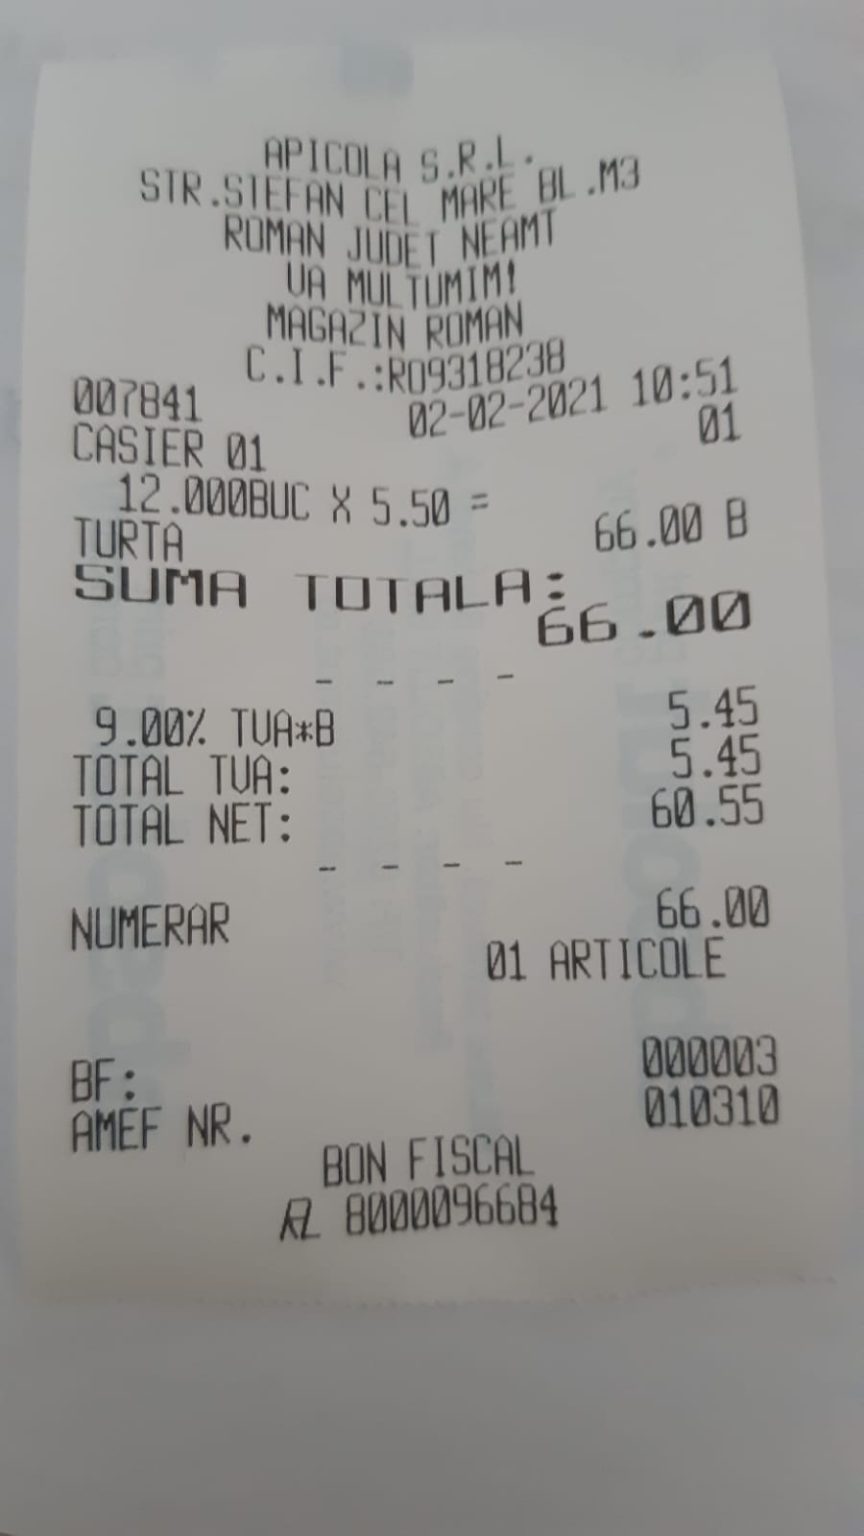 APICOLA S.R.L.
STR.STEFAN CEL MARE BL.M3
ROMAN JUDET NEAMT
VA MULTUMIM!
MAGAZIN ROMAN
C.I.F.:RO9318238
007841 02-02-2021 10:51
CASIER 01 01
12.000BUC X 5.50 =
TURTA 66.00 B
SUMA TOTALA:
66.00
- - - -
9.00% TVA*B 5.45
TOTAL TVA: 5.45
TOTAL NET: 60.55
- - - -
NUMERAR 66.00
01 ARTICOLE
BF: 000003
AMEF NR. 010310
BON FISCAL
8000096684